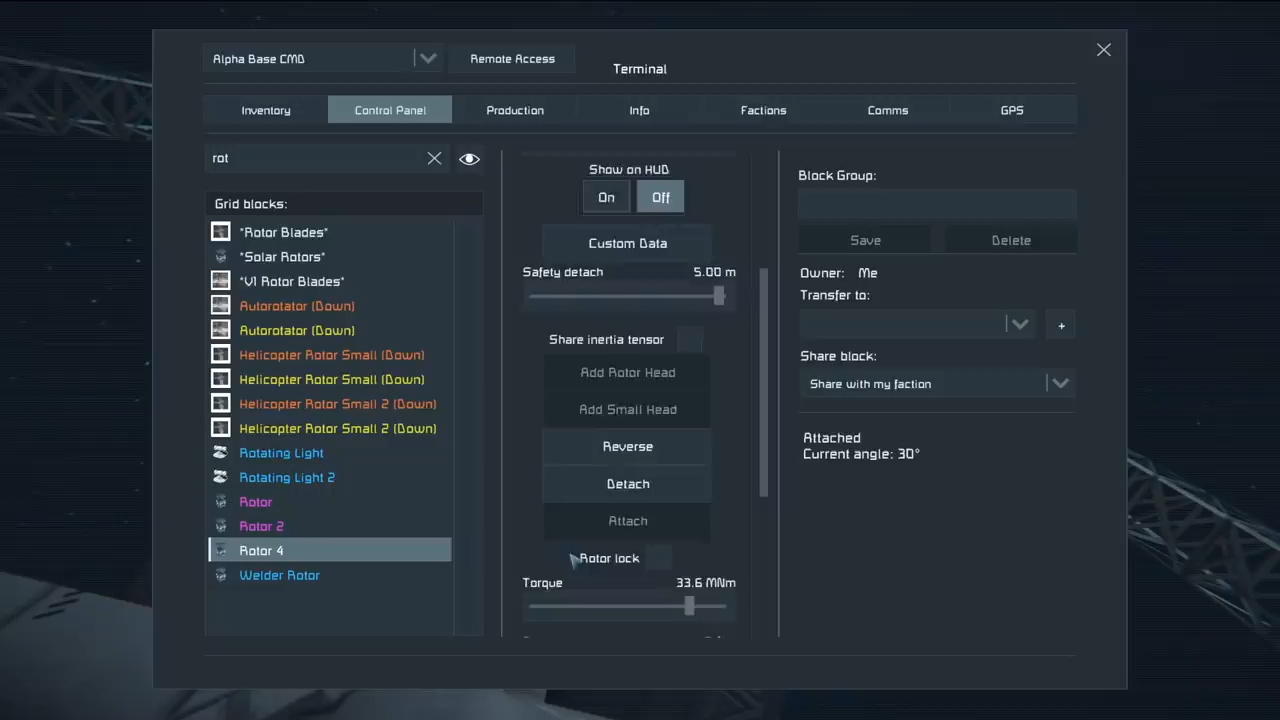 Alpha Base CMD
Remote Access
Terminal
Inventory
Control Panel
Production
Info
Factions
Comms
GPS
rot
Grid blocks:
*Rotor Blades*
*Solar Rotors*
*V1 Rotor Blades*
Autorotator (Down)
Autorotator (Down)
Helicopter Rotor Small (Down)
Helicopter Rotor Small (Down)
Helicopter Rotor Small 2 (Down)
Helicopter Rotor Small 2 (Down)
Rotating Light
Rotating Light 2
Rotor
Rotor 2
Rotor 4
Welder Rotor
Show on HUD
On
Off
Custom Data
Safety detach 5.00 m
Share inertia tensor
Add Rotor Head
Add Small Head
Reverse
Detach
Attach
Rotor lock
Torque 33.6 MNm
Block Group:
Save
Delete
Owner: Me
Transfer to:
+
Share block:
Share with my faction
Attached
Current angle: 30°